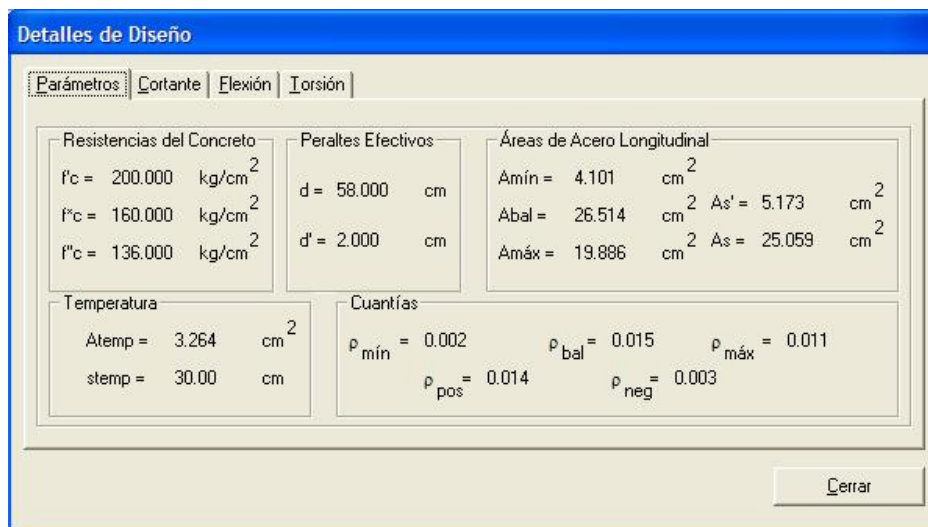 Detalles de Diseño
Parámetros Cortante Flexión Torsión
Resistencias del Concreto
f'c = 200.000 kg/cm2
f*c = 160.000 kg/cm2
f"c = 136.000 kg/cm2
Peraltes Efectivos
d = 58.000 cm
d' = 2.000 cm
Áreas de Acero Longitudinal
Amín = 4.101 cm2
Abal = 26.514 cm2 As' = 5.173 cm2
Amáx = 19.886 cm2 As = 25.059 cm2
Temperatura
Atemp = 3.264 cm2
stemp = 30.00 cm
Cuantías
ρmín = 0.002 ρbal = 0.015 ρmáx = 0.011
ρpos = 0.014 ρneg = 0.003
Cerrar